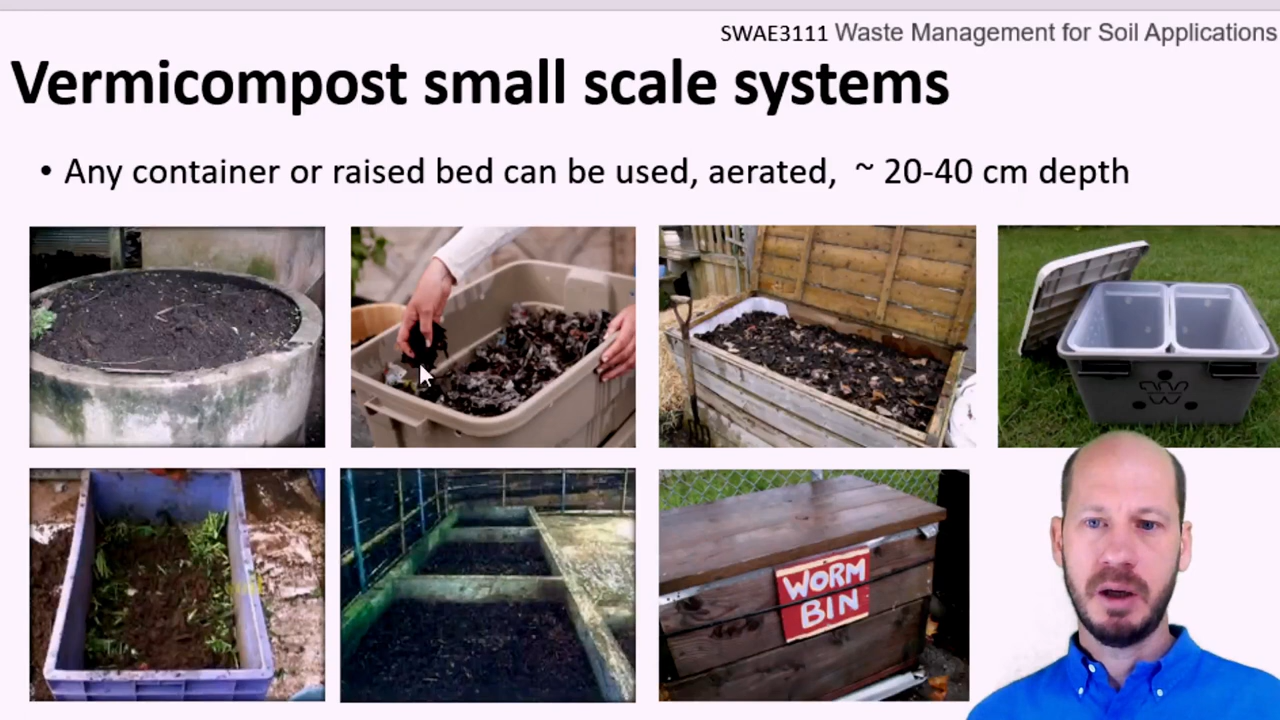 SWAE3111 Waste Management for Soil Applications
Vermicompost small scale systems
• Any container or raised bed can be used, aerated, ~ 20-40 cm depth
WORM
BIN